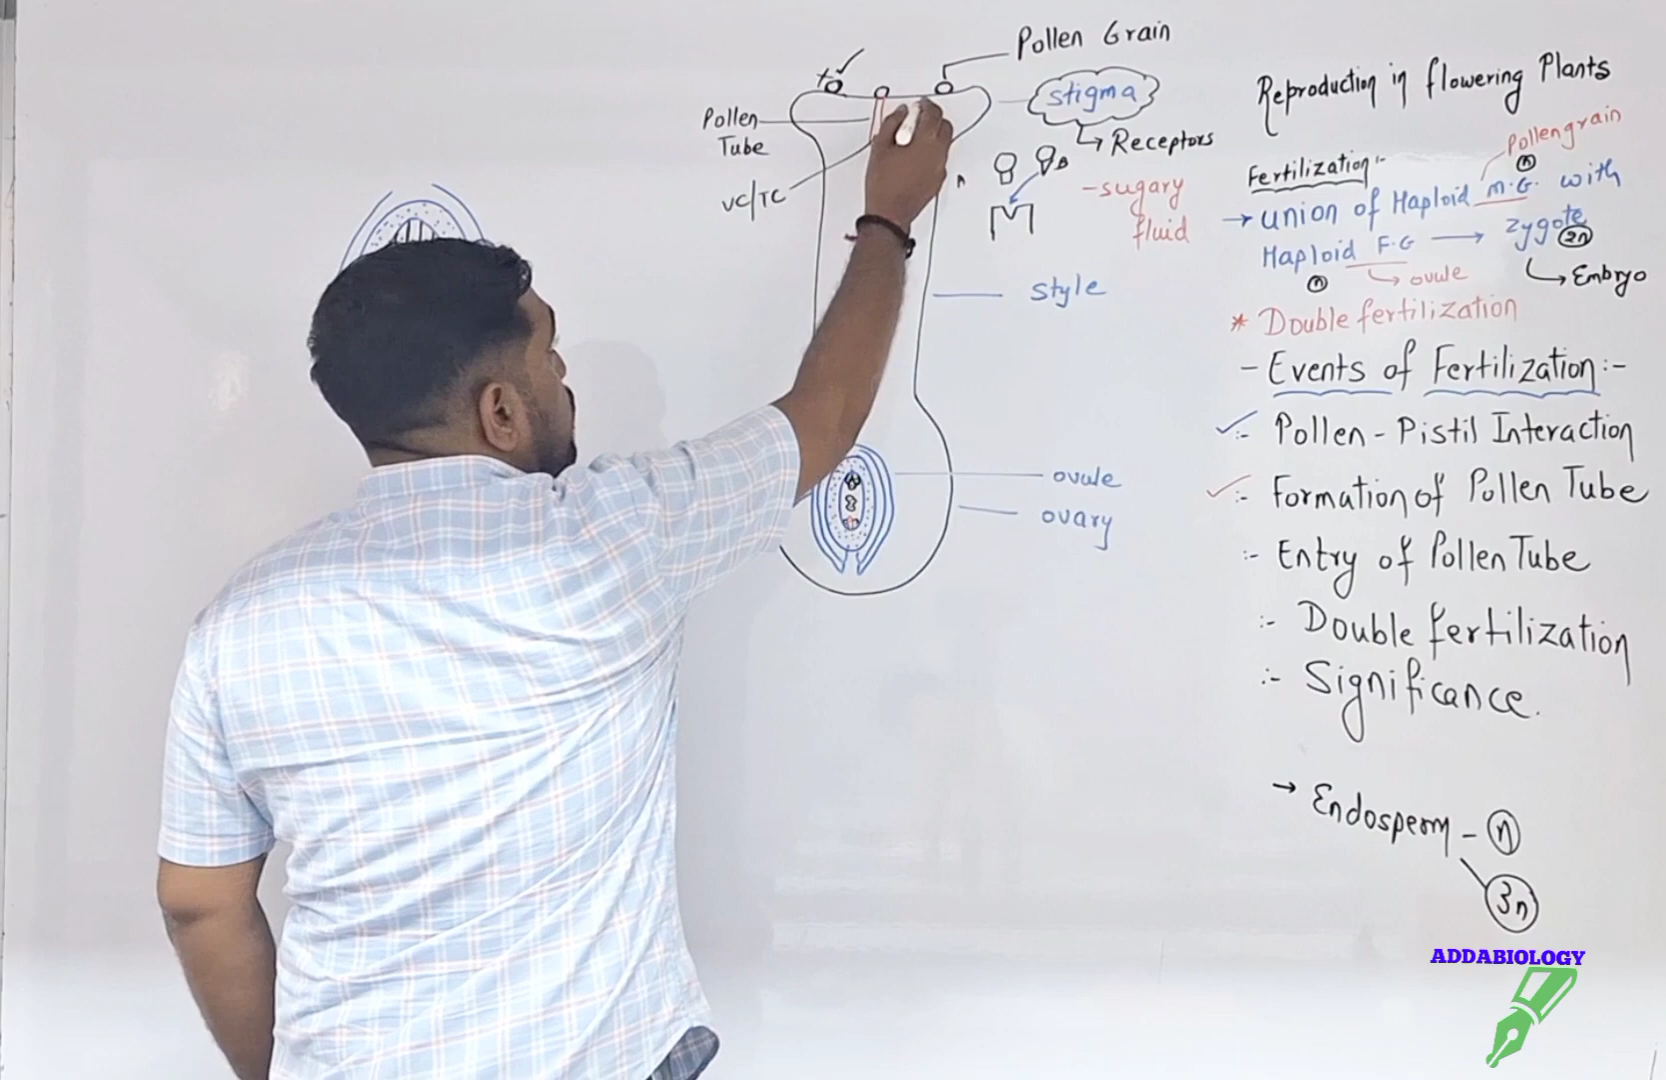 Pollen Grain
stigma
Receptors
Pollen
Tube
VC/TC
-sugary
fluid
style
ovule
ovary
Reproduction in flowering Plants
Pollengrain
Fertilization:-
(n)
→ union of Haploid M.G. with
Haploid F.G → zygote
(2n)
(n)
ovule
Embryo
* Double fertilization
- Events of Fertilization:-
:- Pollen-Pistil Interaction
:- Formation of Pollen Tube
:- Entry of Pollen Tube
:- Double fertilization
:- Significance.
→ Endosperm - (n)
(3n)
ADDABIOLOGY